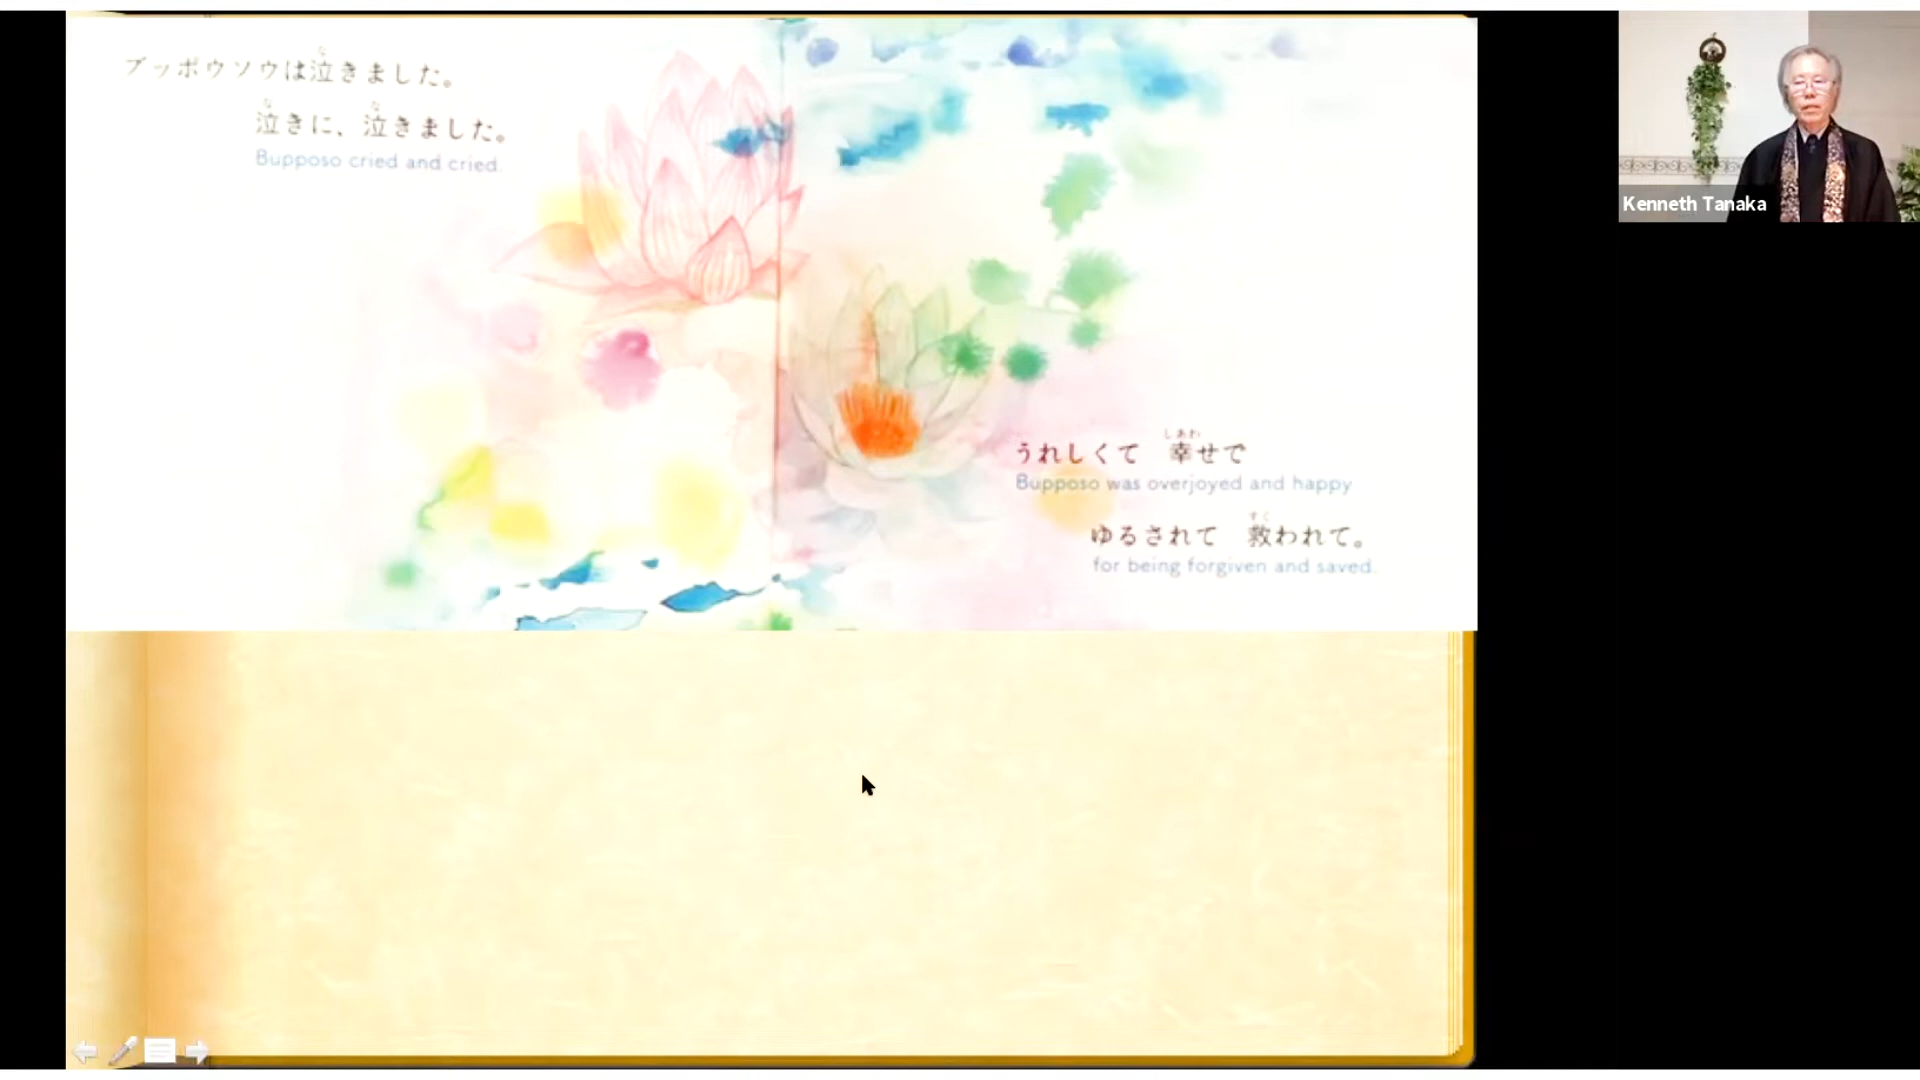 ブッポウソウは泣きました。
泣きに、泣きました。
Bupposo cried and cried.
うれしくて 幸せで
Bupposo was overjoyed and happy
ゆるされて 救われて。
for being forgiven and saved.
Kenneth Tanaka